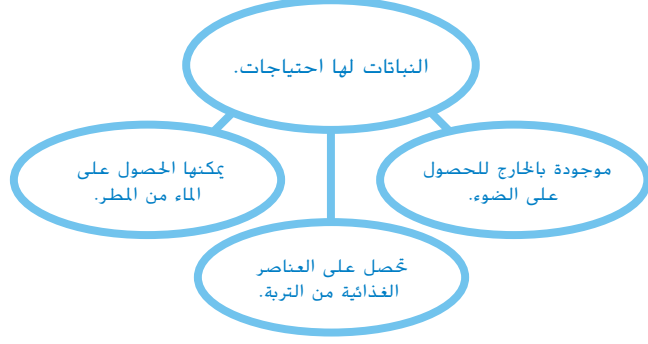 النباتات لها احتياجات.
موجودة بالخارج للحصول
على الضوء.
يمكنها الحصول على
الماء من المطر.
تحصل على العناصر
الغذائية من التربة.